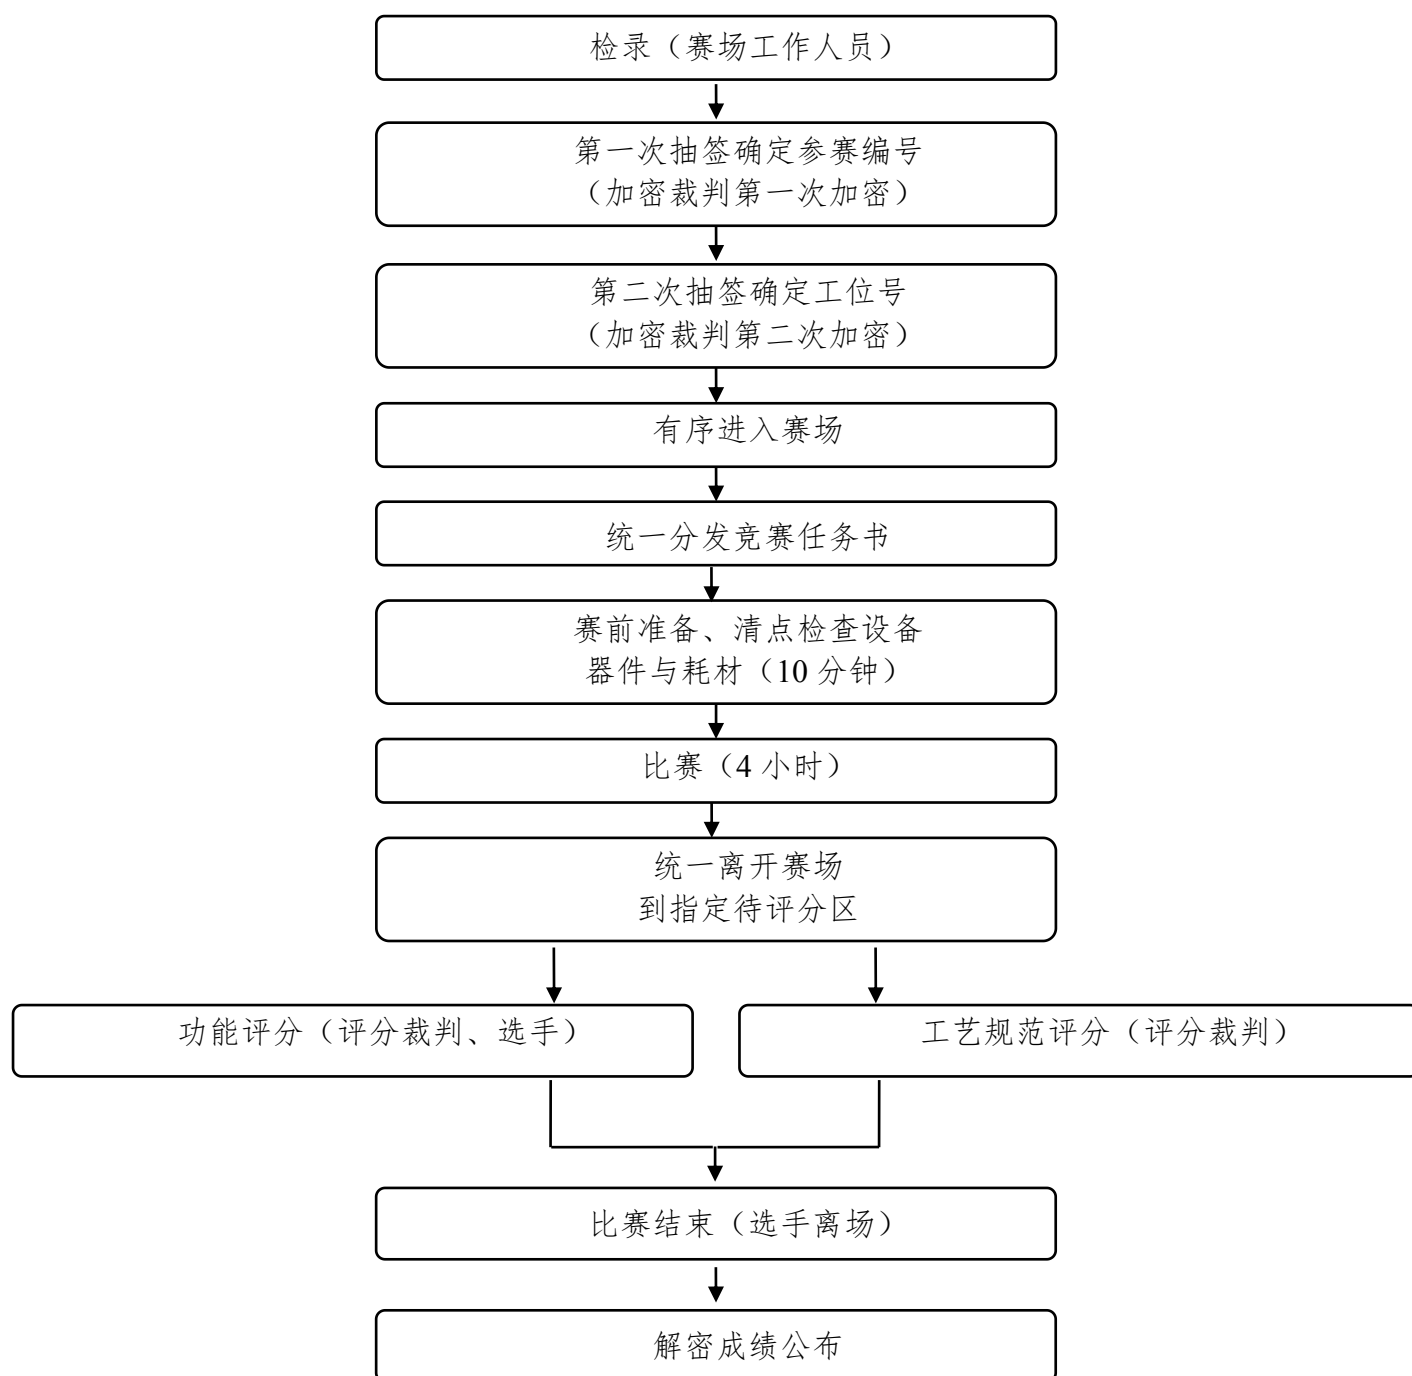 检录（赛场工作人员）
第一次抽签确定参赛编号
（加密裁判第一次加密）
第二次抽签确定工位号
（加密裁判第二次加密）
有序进入赛场
统一分发竞赛任务书
赛前准备、清点检查设备
器件与耗材（10 分钟）
比赛（4 小时）
统一离开赛场
到指定待评分区
功能评分（评分裁判、选手）
工艺规范评分（评分裁判）
比赛结束（选手离场）
解密成绩公布